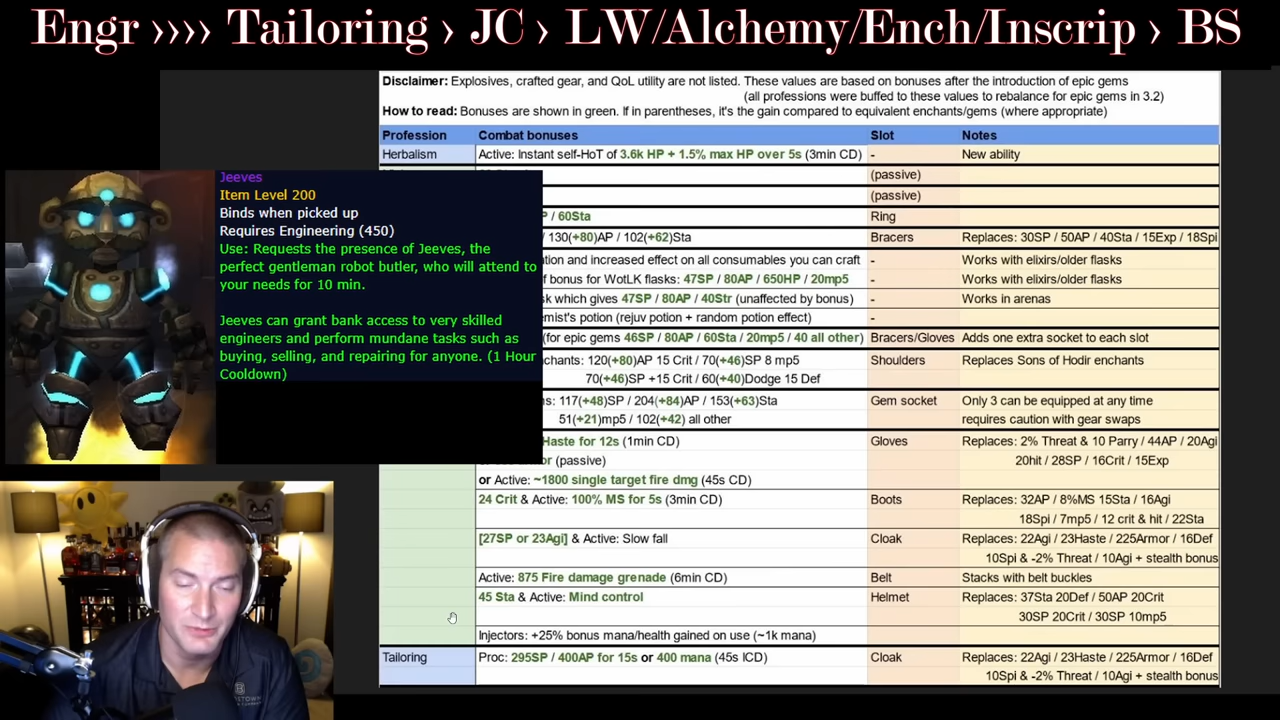 Engr >>>> Tailoring > JC > LW/Alchemy/Ench/Inscrip > BS
Disclaimer: Explosives, crafted gear, and QoL utility are not listed. These values are based on bonuses after the introduction of epic gems
(all professions were buffed to these values to rebalance for epic gems in 3.2)
How to read: Bonuses are shown in green. If in parentheses, it's the gain compared to equivalent enchants/gems (where appropriate)
Profession Combat bonuses Slot Notes
Herbalism Active: Instant self-HoT of 3.6k HP + 1.5% max HP over 5s (3min CD) - New ability
(passive)
(passive)
/ 60Sta Ring
/ 130(+80)AP / 102(+62)Sta Bracers Replaces: 30SP / 50AP / 40Sta / 15Exp / 18Spi
and increased effect on all consumables you can craft - Works with elixirs/older flasks
bonus for WotLK flasks: 47SP / 80AP / 650HP / 20mp5 - Works with elixirs/older flasks
which gives 47SP / 80AP / 40Str (unaffected by bonus) - Works in arenas
potion (rejuv potion + random potion effect) -
(for epic gems 46SP / 80AP / 60Sta / 20mp5 / 40 all other) Bracers/Gloves Adds one extra socket to each slot
120(+80)AP 15 Crit / 70(+46)SP 8 mp5 Shoulders Replaces Sons of Hodir enchants
70(+46)SP +15 Crit / 60(+40)Dodge 15 Def
117(+48)SP / 204(+84)AP / 153(+63)Sta Gem socket Only 3 can be equipped at any time
51(+21)mp5 / 102(+42) all other requires caution with gear swaps
Haste for 12s (1min CD) Gloves Replaces: 2% Threat & 10 Parry / 44AP / 20Agi
(passive) 20hit / 28SP / 16Crit / 15Exp
or Active: ~1800 single target fire dmg (45s CD)
24 Crit & Active: 100% MS for 5s (3min CD) Boots Replaces: 32AP / 8%MS 15Sta / 16Agi
18Spi / 7mp5 / 12 crit & hit / 22Sta
[27SP or 23Agi] & Active: Slow fall Cloak Replaces: 22Agi / 23Haste / 225Armor / 16Def
10Spi & -2% Threat / 10Agi + stealth bonus
Active: 875 Fire damage grenade (6min CD) Belt Stacks with belt buckles
45 Sta & Active: Mind control Helmet Replaces: 37Sta 20Def / 50AP 20Crit
30SP 20Crit / 30SP 10mp5
Injectors: +25% bonus mana/health gained on use (~1k mana)
Tailoring Proc: 295SP / 400AP for 15s or 400 mana (45s ICD) Cloak Replaces: 22Agi / 23Haste / 225Armor / 16Def
10Spi & -2% Threat / 10Agi + stealth bonus
Jeeves
Item Level 200
Binds when picked up
Requires Engineering (450)
Use: Requests the presence of Jeeves, the
perfect gentleman robot butler, who will attend to
your needs for 10 min.
Jeeves can grant bank access to very skilled
engineers and perform mundane tasks such as
buying, selling, and repairing for anyone. (1 Hour
Cooldown)